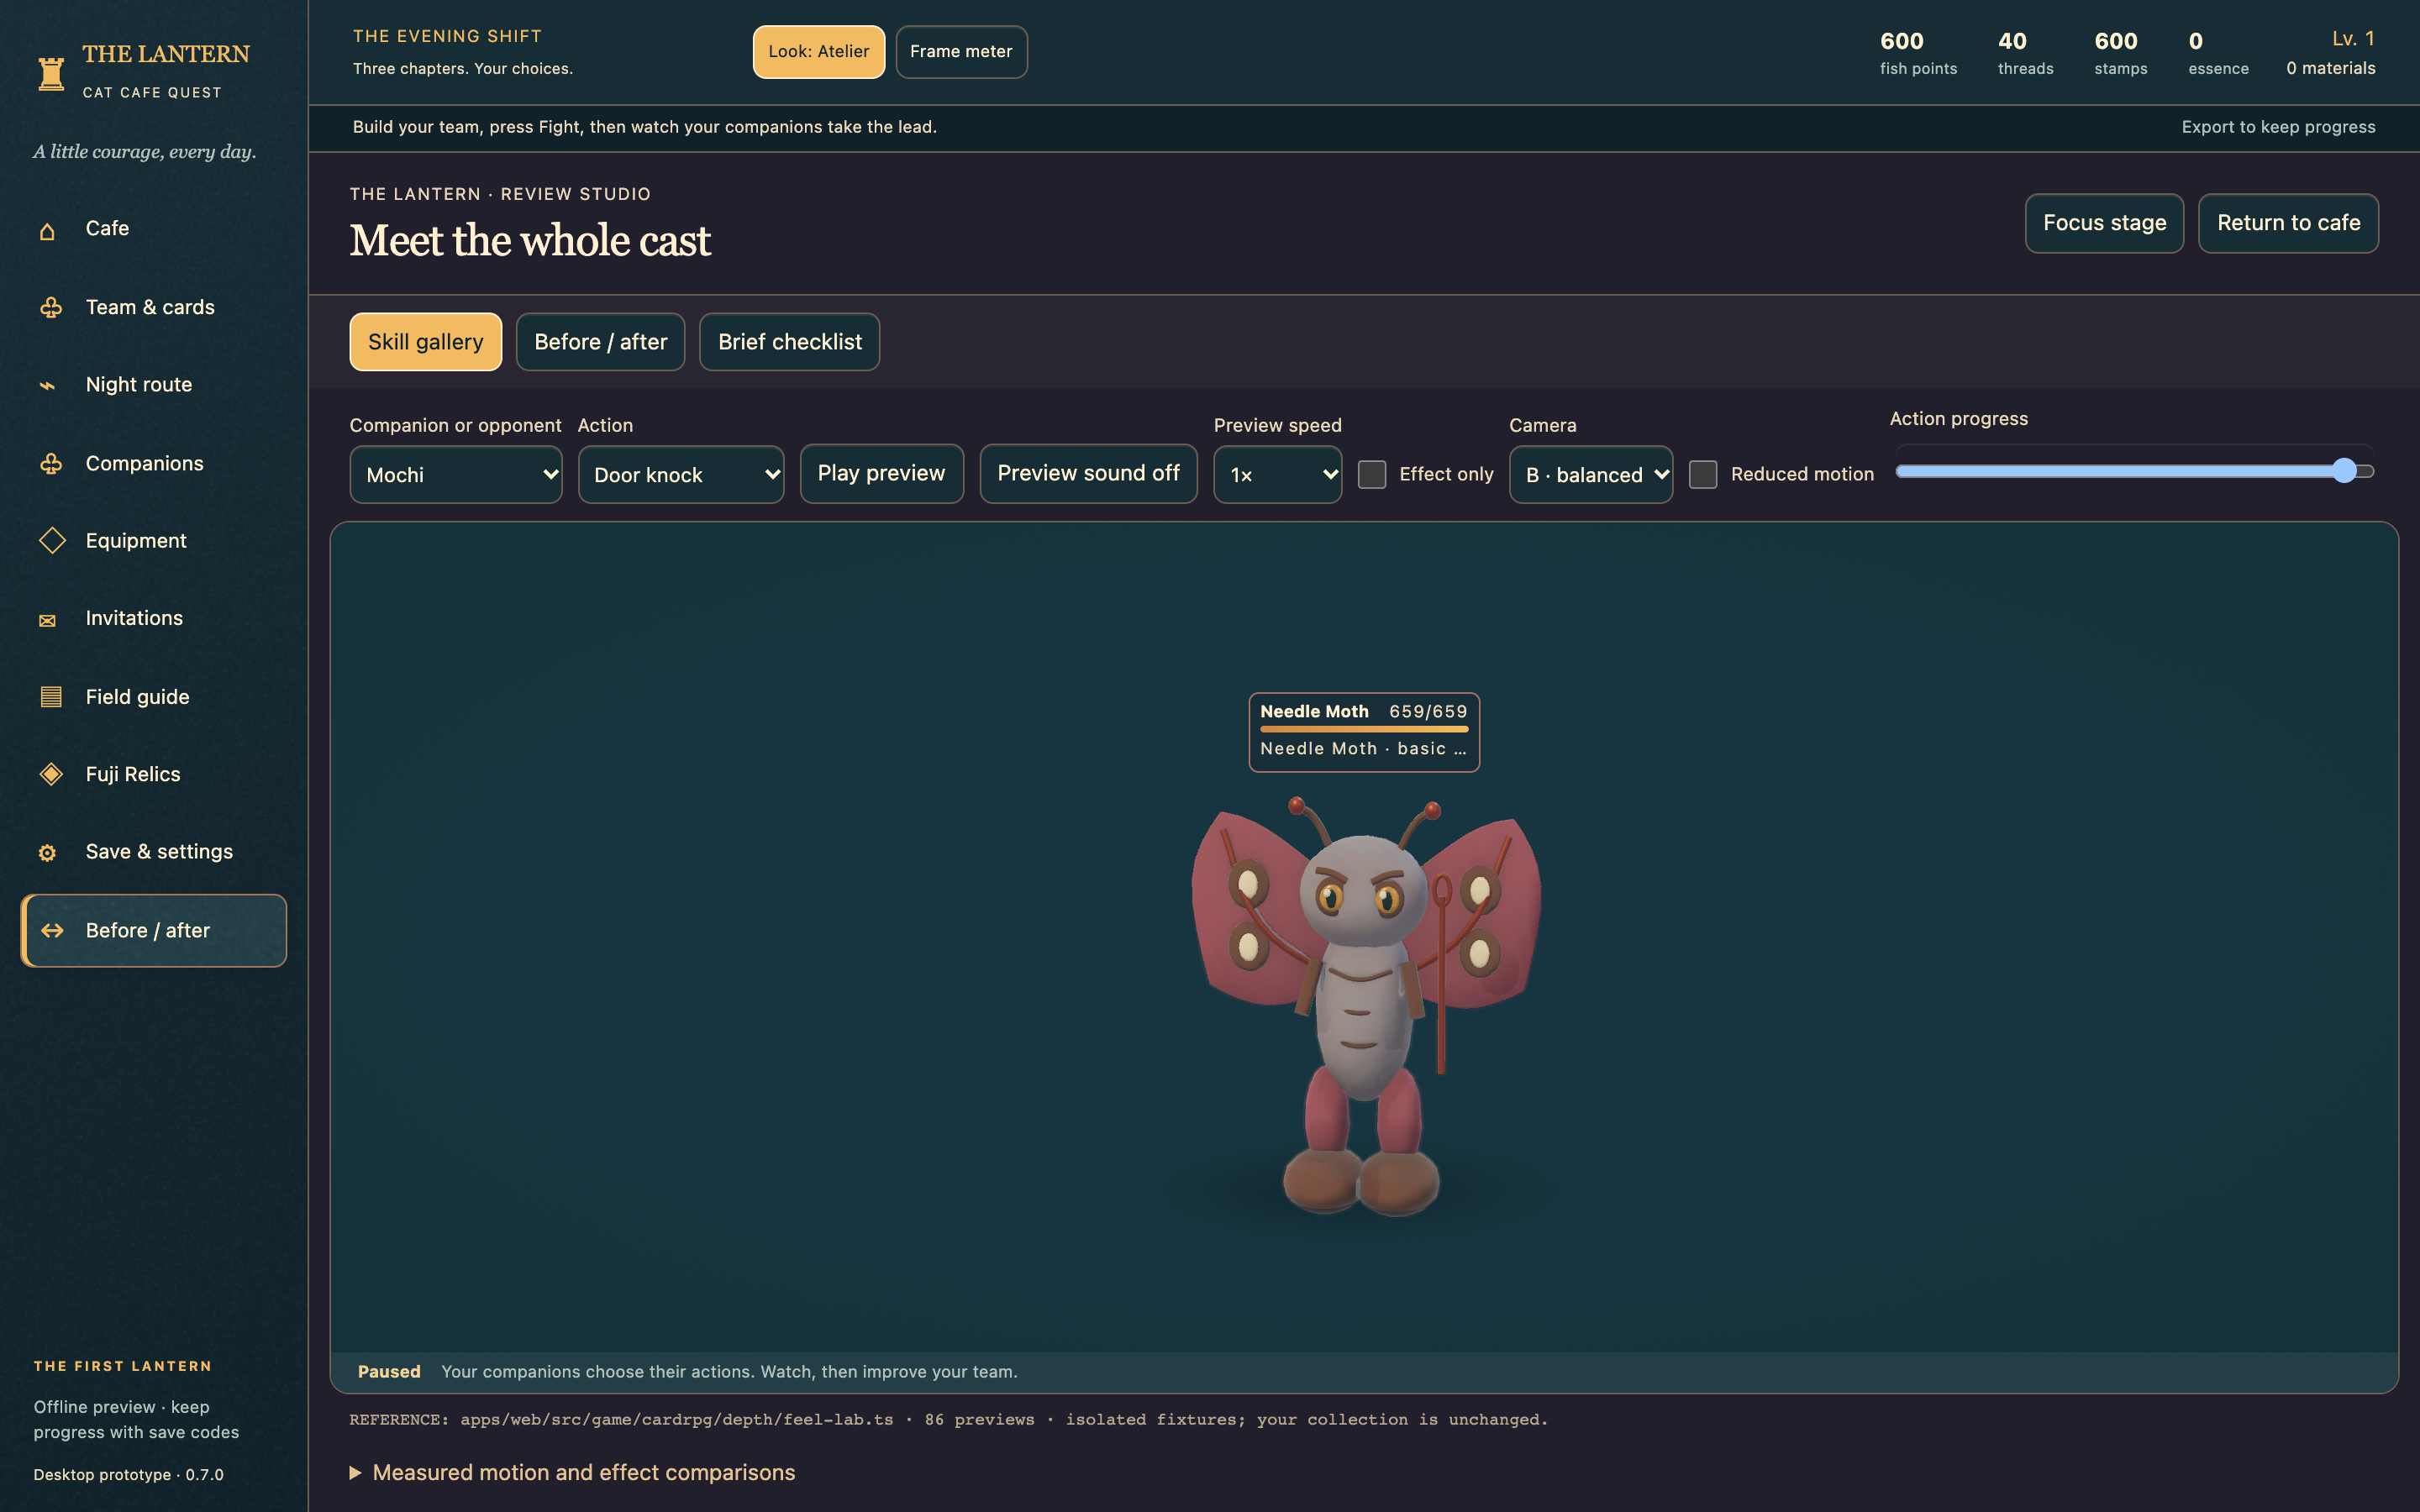 THE LANTERN
CAT CAFE QUEST
A little courage, every day.
Cafe
Team & cards
Night route
Companions
Equipment
Invitations
Field guide
Fuji Relics
Save & settings
Before / after
THE FIRST LANTERN
Offline preview · keep
progress with save codes
Desktop prototype · 0.7.0
THE EVENING SHIFT
Three chapters. Your choices.
Look: Atelier
Frame meter
600
fish points
40
threads
600
stamps
0
essence
Lv. 1
0 materials
Build your team, press Fight, then watch your companions take the lead.
Export to keep progress
THE LANTERN · REVIEW STUDIO
Meet the whole cast
Focus stage
Return to cafe
Skill gallery
Before / after
Brief checklist
Companion or opponent
Mochi
Action
Door knock
Play preview
Preview sound off
Preview speed
1×
Effect only
Camera
B · balanced
Reduced motion
Action progress
Needle Moth 659/659
Needle Moth · basic ...
Paused Your companions choose their actions. Watch, then improve your team.
REFERENCE: apps/web/src/game/cardrpg/depth/feel-lab.ts · 86 previews · isolated fixtures; your collection is unchanged.
Measured motion and effect comparisons